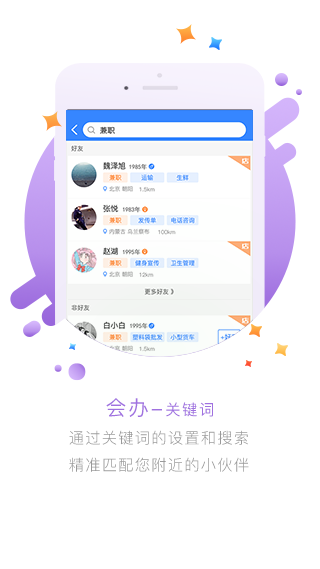 兼职
好友
店
魏泽旭 1985年
兼职 运输 生鲜
北京 朝阳 1.5km
店
张悦 1983年
兼职 发传单 电话咨询
内蒙古 乌兰察布 100km
店
赵湖 1995年
兼职 健身宣传 卫生管理
北京 朝阳 12km
更多好友
非好友
店
白小白 1995年
兼职 塑料袋批发 小型货车
北京 朝阳 1.5km
会办-关键词
通过关键词的设置和搜索
精准匹配您附近的小伙伴